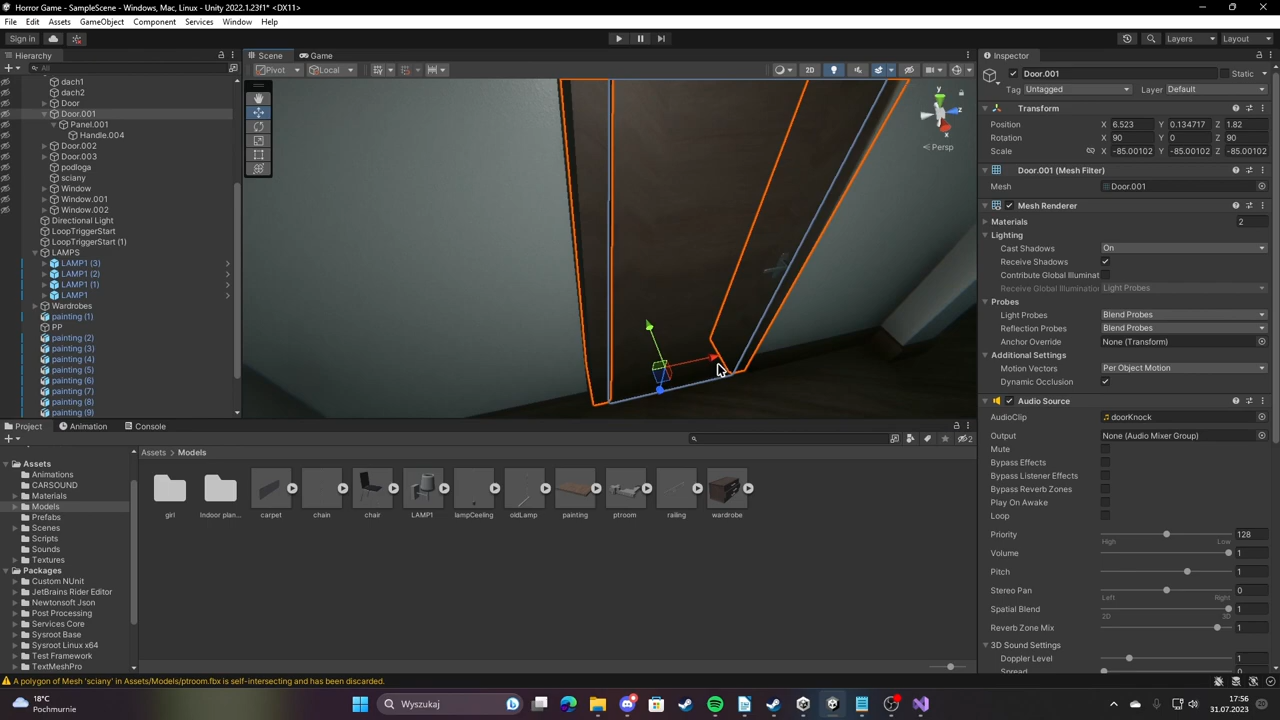 Horror Game - SampleScene - Windows, Mac, Linux - Unity 2022.1.23f1* <DX11>
File Edit Assets GameObject Component Services Window Help
Sign in
Layers
Layout
Hierarchy
All
dach1
dach2
Door
Door.001
Panel.001
Handle.004
Door.002
Door.003
podloga
sciany
Window
Window.001
Window.002
Directional Light
LoopTriggerStart
LoopTriggerStart (1)
LAMPS
LAMP1 (3)
LAMP1 (2)
LAMP1 (1)
LAMP1
Wardrobes
painting (1)
PP
painting (2)
painting (3)
painting (4)
painting (5)
painting (6)
painting (7)
painting (8)
painting (9)
Scene Game
Pivot Local 2D
y
z
x
Persp
Inspector
Door.001 Static
Tag Untagged Layer Default
Transform
Position X 6.523 Y 0.134717 Z 1.82
Rotation X 90 Y 0 Z 90
Scale X -85.00102 Y -85.00102 Z -85.00102
Door.001 (Mesh Filter)
Mesh Door.001
Mesh Renderer
Materials 2
Lighting
Cast Shadows On
Receive Shadows
Contribute Global Illuminat
Receive Global Illumination Light Probes
Probes
Light Probes Blend Probes
Reflection Probes Blend Probes
Anchor Override None (Transform)
Additional Settings
Motion Vectors Per Object Motion
Dynamic Occlusion
Audio Source
AudioClip doorKnock
Output None (Audio Mixer Group)
Mute
Bypass Effects
Bypass Listener Effects
Bypass Reverb Zones
Play On Awake
Loop
Priority 128
High Low
Volume 1
Pitch 1
Stereo Pan 0
Left Right
Spatial Blend 1
2D 3D
Reverb Zone Mix 1
3D Sound Settings
Doppler Level 1
Project Animation Console
2
Assets
Animations
CARSOUND
Materials
Models
Prefabs
Scenes
Scripts
Sounds
Textures
Packages
Custom NUnit
JetBrains Rider Editor
Newtonsoft Json
Post Processing
Services Core
Sysroot Base
Sysroot Linux x64
Test Framework
TextMeshPro
Assets > Models
girl Indoor plan... carpet chain chair LAMP1 lampCeeling oldLamp painting ptroom railing wardrobe
A polygon of Mesh 'sciany' in Assets/Models/ptroom.fbx is self-intersecting and has been discarded.
18°C
Pochmurnie
Wyszukaj
17:56
31.07.2023